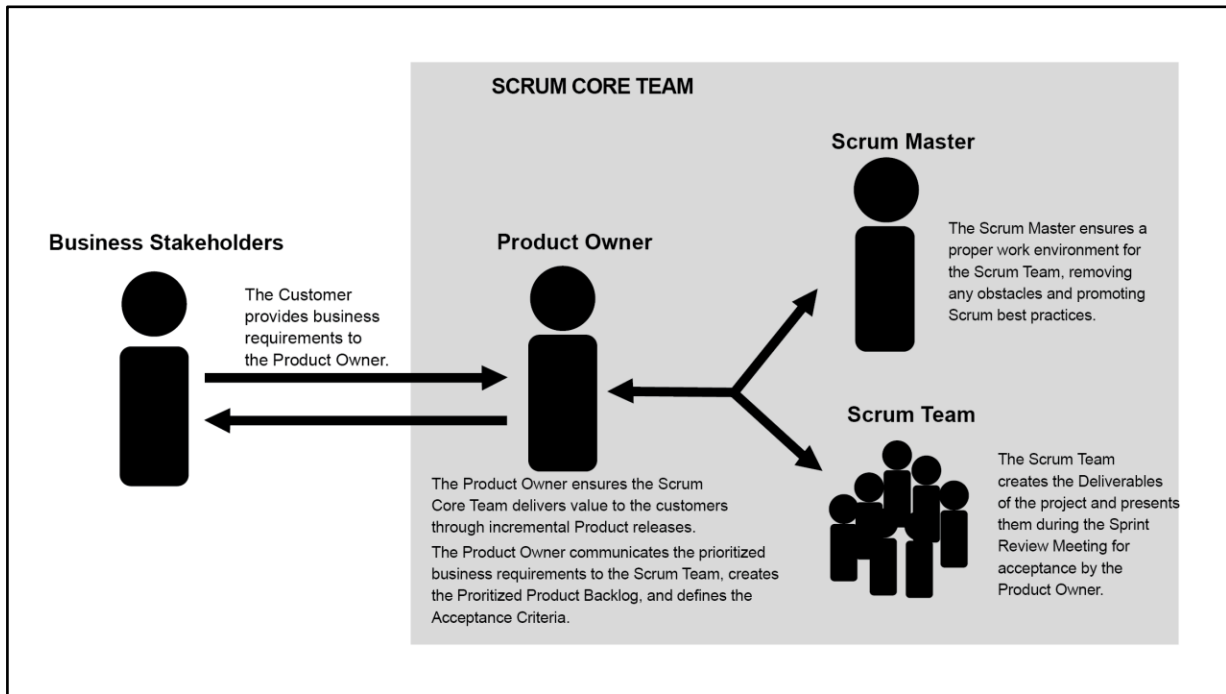 SCRUM CORE TEAM
Scrum Master
The Scrum Master ensures a
proper work environment for
the Scrum Team, removing
any obstacles and promoting
Scrum best practices.
Business Stakeholders
The Customer
provides business
requirements to
the Product Owner.
Product Owner
The Product Owner ensures the Scrum
Core Team delivers value to the customers
through incremental Product releases.
The Product Owner communicates the prioritized
business requirements to the Scrum Team, creates
the Proritized Product Backlog, and defines the
Acceptance Criteria.
Scrum Team
The Scrum Team
creates the Deliverables
of the project and presents
them during the Sprint
Review Meeting for
acceptance by the
Product Owner.